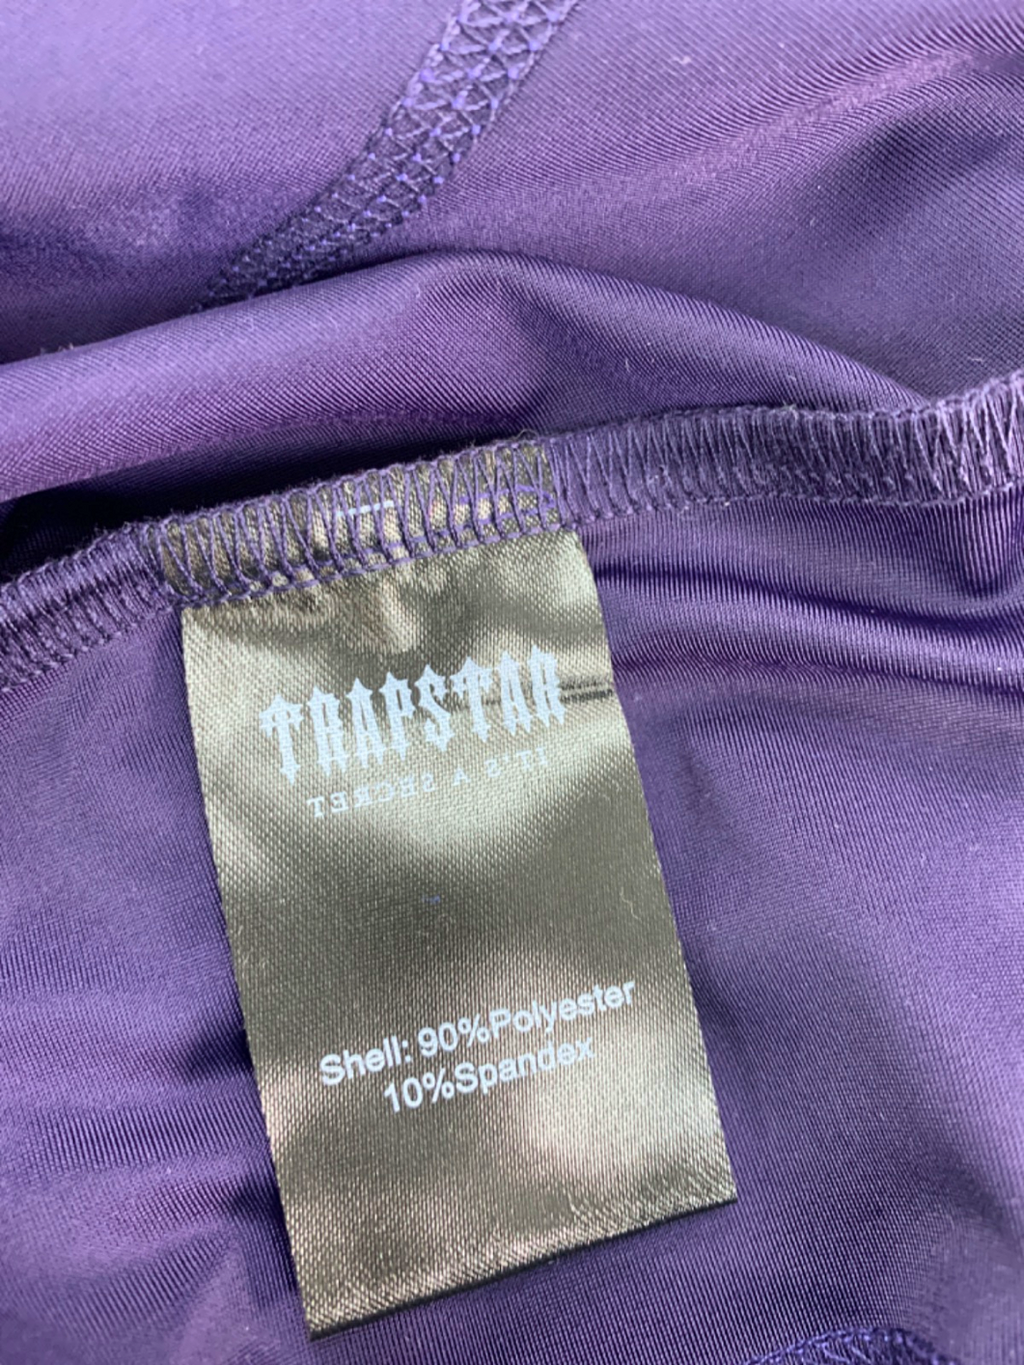 TRAPSTAR
IT'S A SECRET
Shell: 90%Polyester
10%Spandex